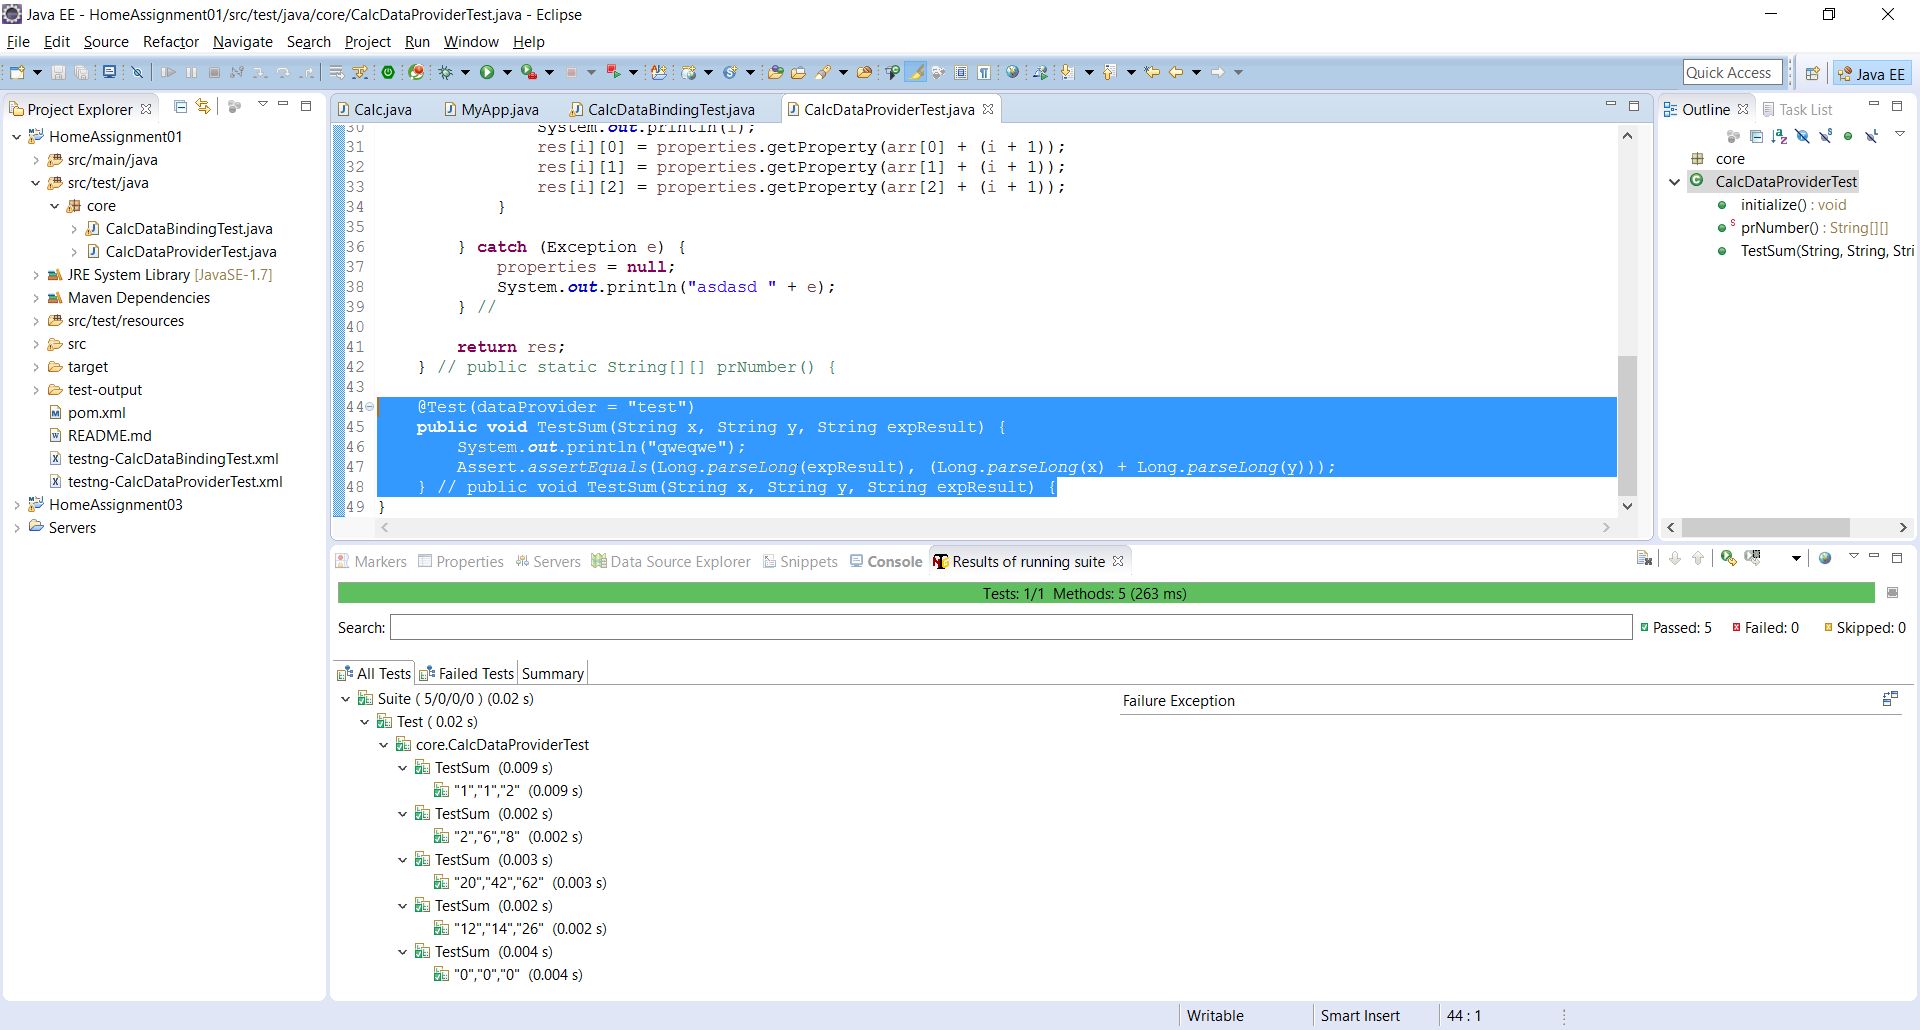 Java EE - HomeAssignment01/src/test/java/core/CalcDataProviderTest.java - Eclipse
File Edit Source Refactor Navigate Search Project Run Window Help
Quick Access
Java EE
Project Explorer
HomeAssignment01
src/main/java
src/test/java
core
CalcDataBindingTest.java
CalcDataProviderTest.java
JRE System Library [JavaSE-1.7]
Maven Dependencies
src/test/resources
src
target
test-output
pom.xml
README.md
testng-CalcDataBindingTest.xml
testng-CalcDataProviderTest.xml
HomeAssignment03
Servers
Calc.java MyApp.java CalcDataBindingTest.java CalcDataProviderTest.java
30 System.out.println(i);
31 res[i][0] = properties.getProperty(arr[0] + (i + 1));
32 res[i][1] = properties.getProperty(arr[1] + (i + 1));
33 res[i][2] = properties.getProperty(arr[2] + (i + 1));
34 }
35
36 } catch (Exception e) {
37 properties = null;
38 System.out.println("asdasd " + e);
39 } //
40
41 return res;
42 } // public static String[][] prNumber() {
43
44 @Test(dataProvider = "test")
45 public void TestSum(String x, String y, String expResult) {
46 System.out.println("qweqwe");
47 Assert.assertEquals(Long.parseLong(expResult), (Long.parseLong(x) + Long.parseLong(y)));
48 } // public void TestSum(String x, String y, String expResult) {
49 }
Outline Task List
core
CalcDataProviderTest
initialize() : void
prNumber() : String[][]
TestSum(String, String, Stri
Markers Properties Servers Data Source Explorer Snippets Console Results of running suite
Tests: 1/1 Methods: 5 (263 ms)
Search: Passed: 5 Failed: 0 Skipped: 0
All Tests Failed Tests Summary
Suite ( 5/0/0/0 ) (0.02 s)
Test ( 0.02 s)
core.CalcDataProviderTest
TestSum (0.009 s)
"1","1","2" (0.009 s)
TestSum (0.002 s)
"2","6","8" (0.002 s)
TestSum (0.003 s)
"20","42","62" (0.003 s)
TestSum (0.002 s)
"12","14","26" (0.002 s)
TestSum (0.004 s)
"0","0","0" (0.004 s)
Failure Exception
Writable Smart Insert 44 : 1